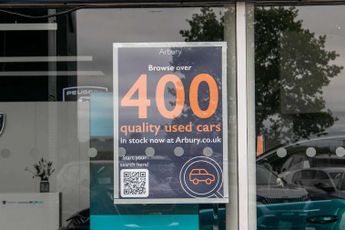 PEUGEOT
Arbury
Browse over
400
quality used cars
in stock now at Arbury.co.uk
Start your
search here!